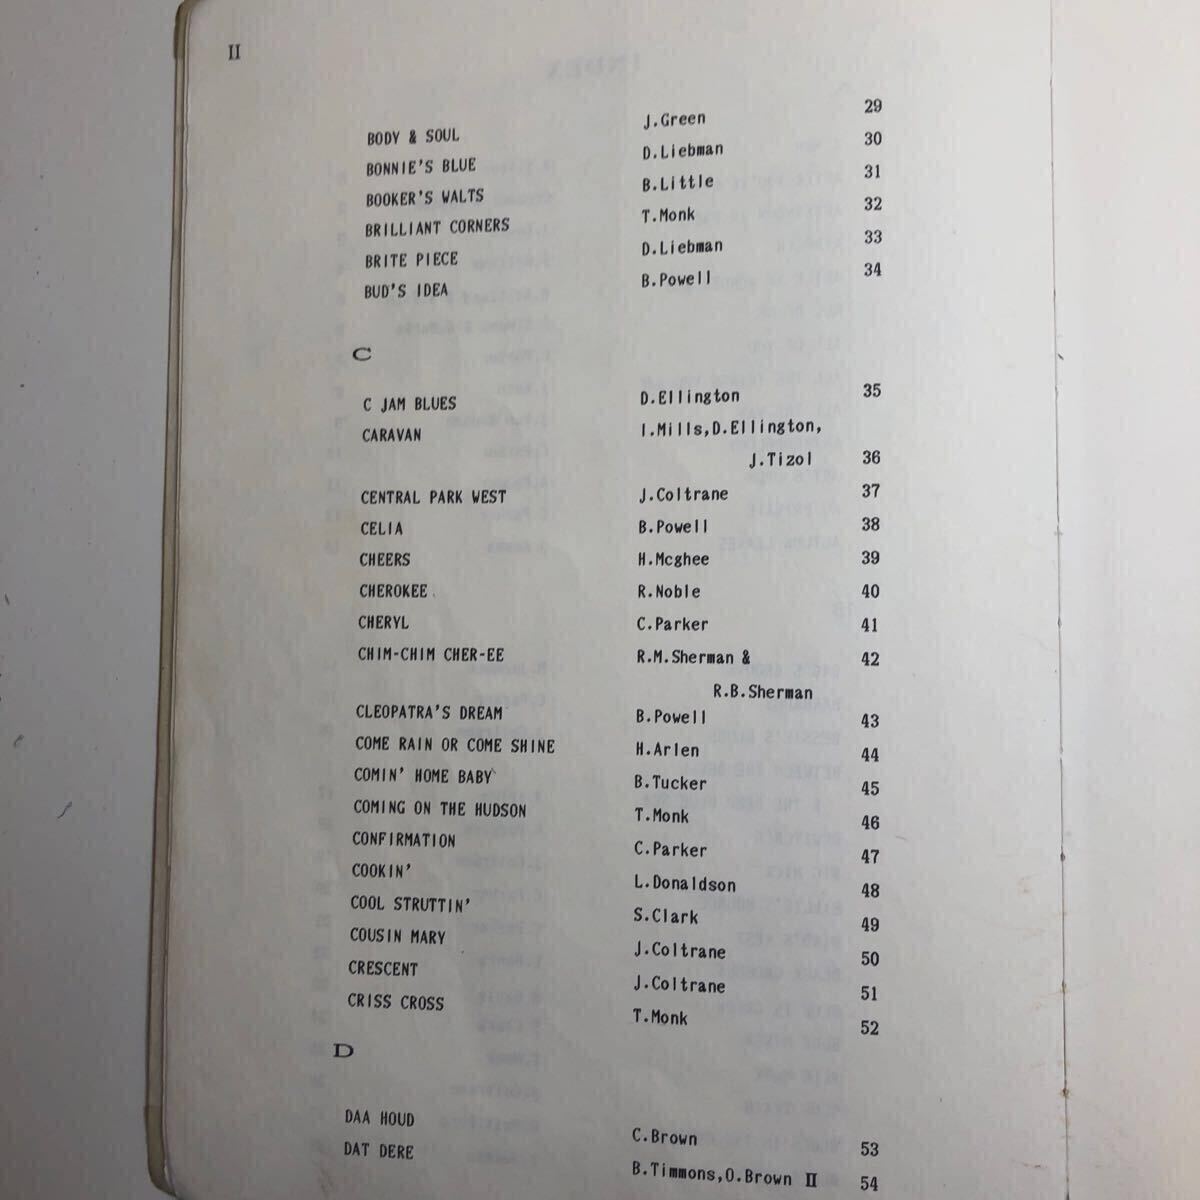 II
BODY & SOUL J.Green 29
BONNIE'S BLUE D.Liebman 30
BOOKER'S WALTS B.Little 31
BRILLIANT CORNERS T.Monk 32
BRITE PIECE D.Liebman 33
BUD'S IDEA B.Powell 34
C
C JAM BLUES D.Ellington 35
CARAVAN I.Mills,D.Ellington,
J.Tizol 36
CENTRAL PARK WEST J.Coltrane 37
CELIA B.Powell 38
CHEERS H.Mcghee 39
CHEROKEE R.Noble 40
CHERYL C.Parker 41
CHIM-CHIM CHER-EE R.M.Sherman & 42
R.B.Sherman
CLEOPATRA'S DREAM B.Powell 43
COME RAIN OR COME SHINE H.Arlen 44
COMIN' HOME BABY B.Tucker 45
COMING ON THE HUDSON T.Monk 46
CONFIRMATION C.Parker 47
COOKIN' L.Donaldson 48
COOL STRUTTIN' S.Clark 49
COUSIN MARY J.Coltrane 50
CRESCENT J.Coltrane 51
CRISS CROSS T.Monk 52
D
DAA HOUD C.Brown 53
DAT DERE B.Timmons,O.Brown II 54